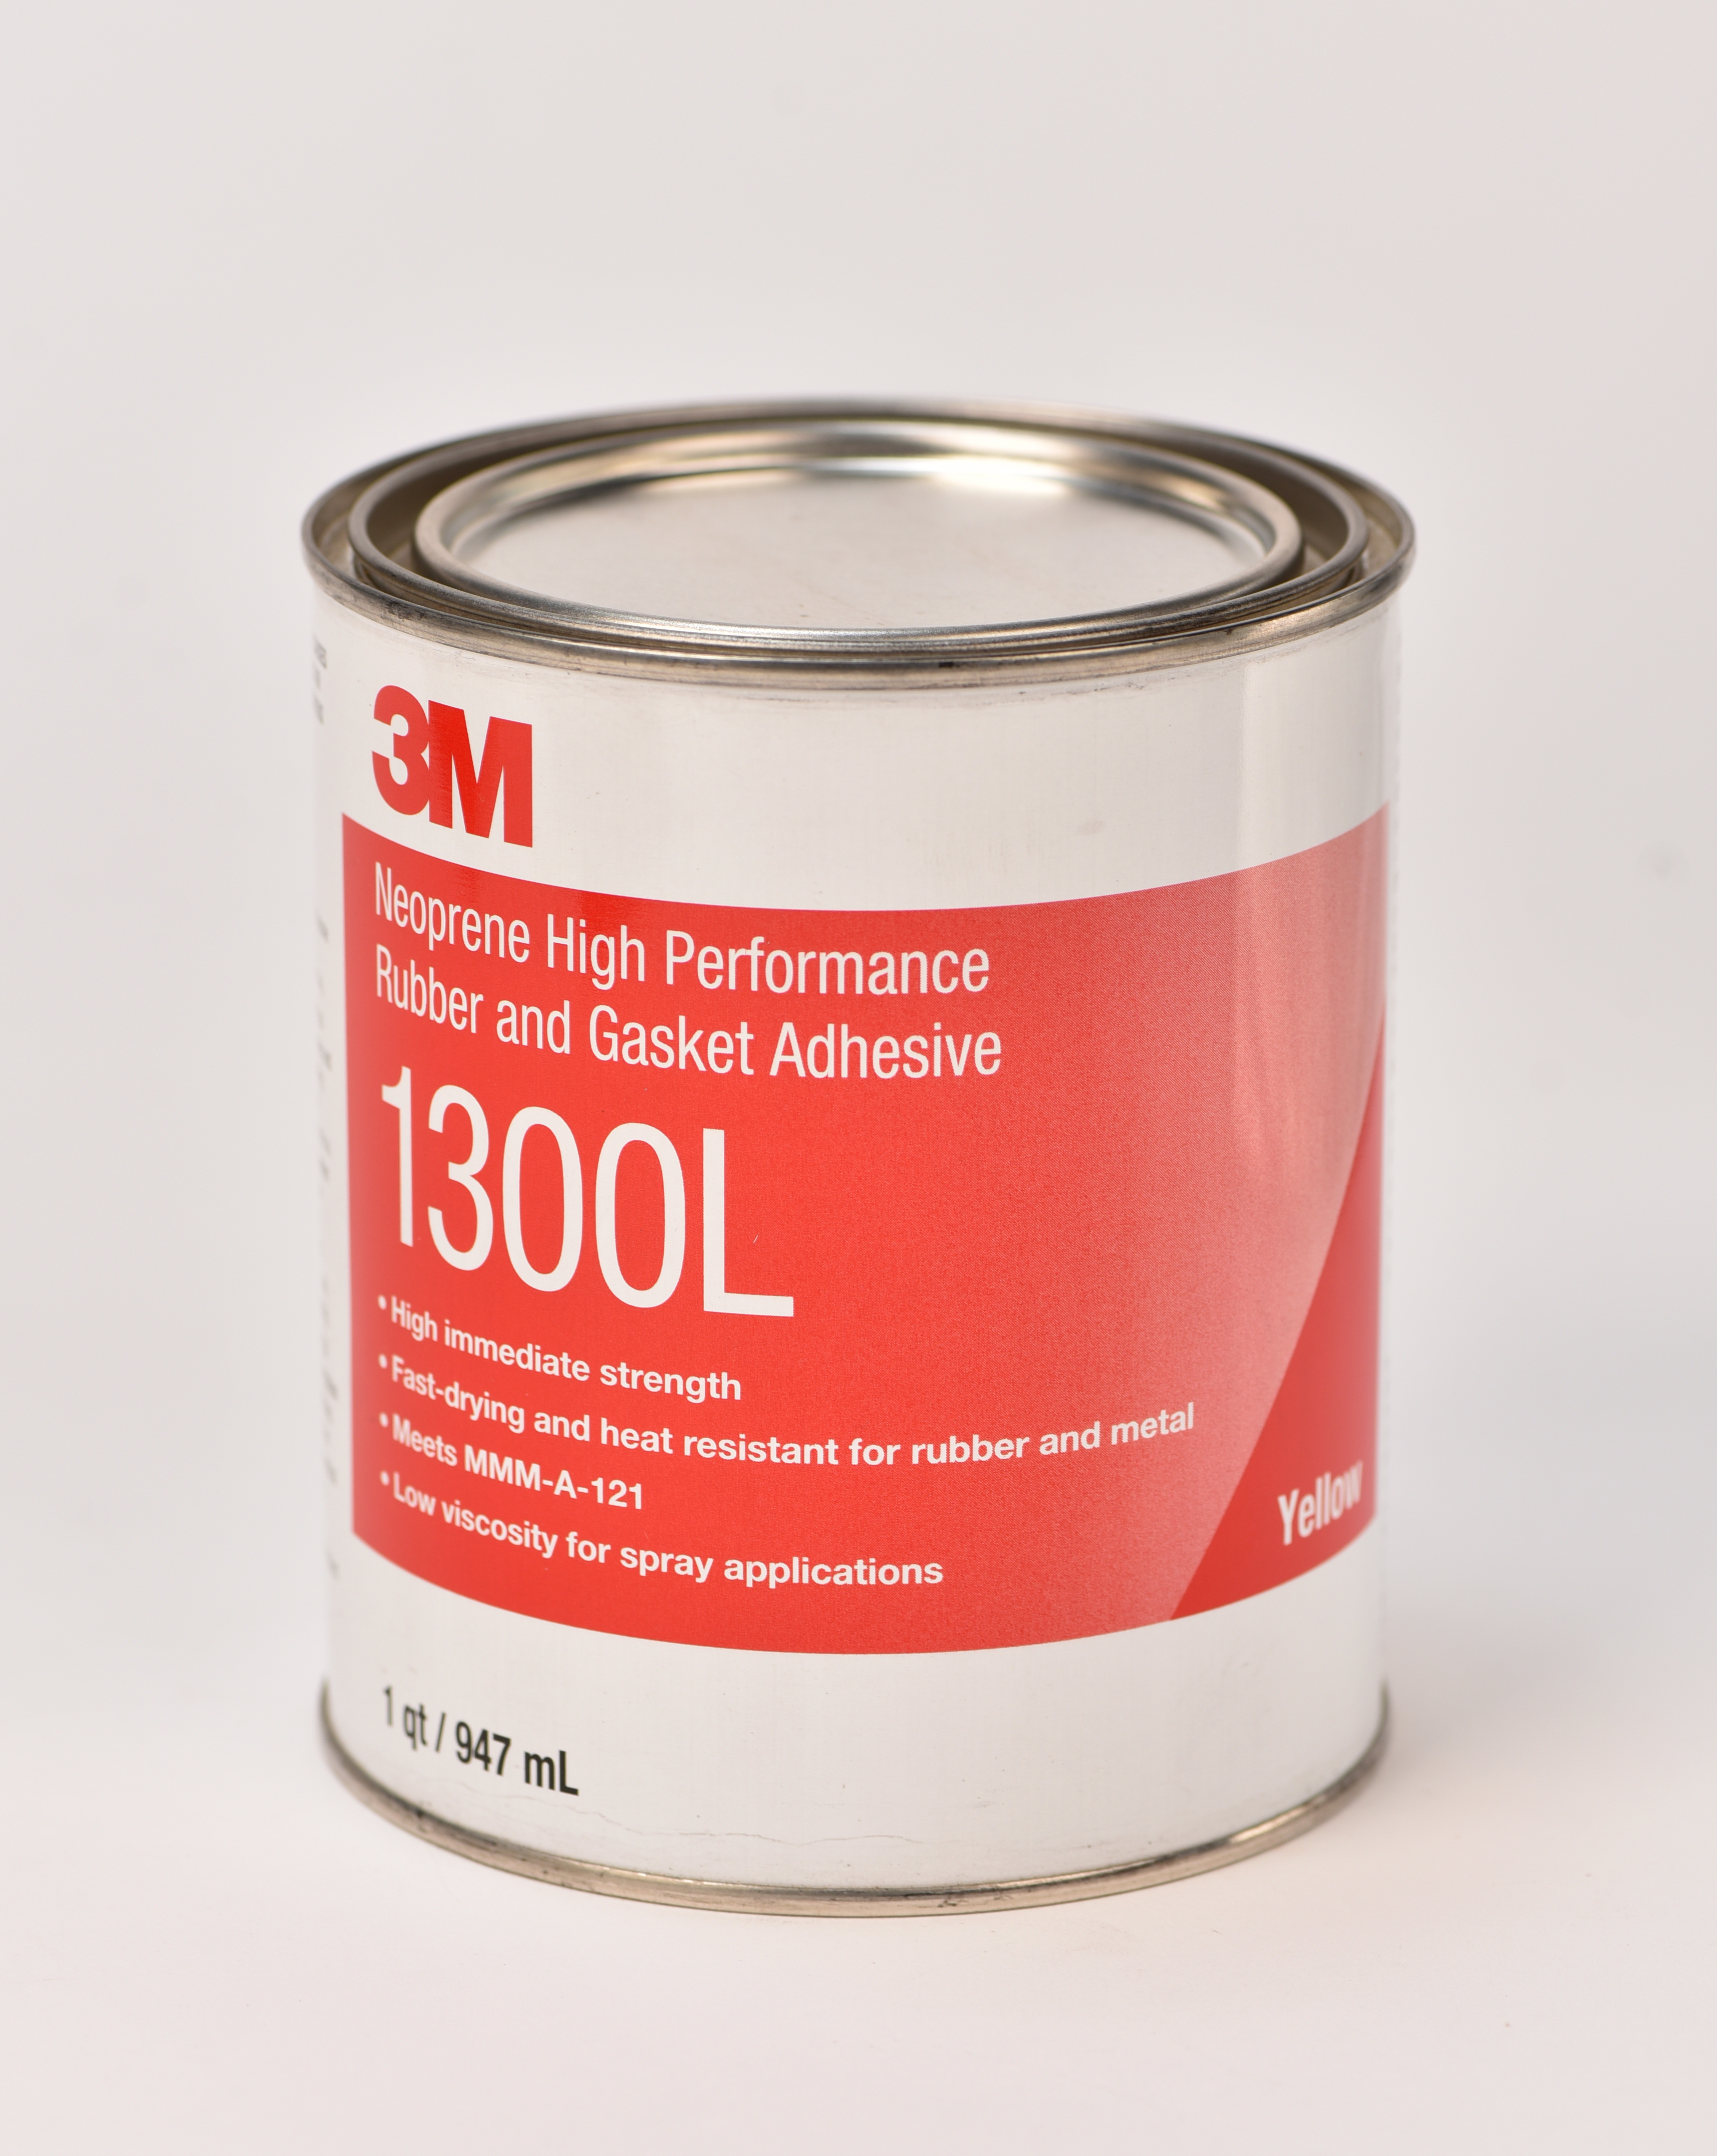 3M
Neoprene High Performance
Rubber and Gasket Adhesive
1300L
• High immediate strength
• Fast-drying and heat resistant for rubber and metal
• Meets MMM-A-121
• Low viscosity for spray applications
Yellow
1 qt / 947 mL